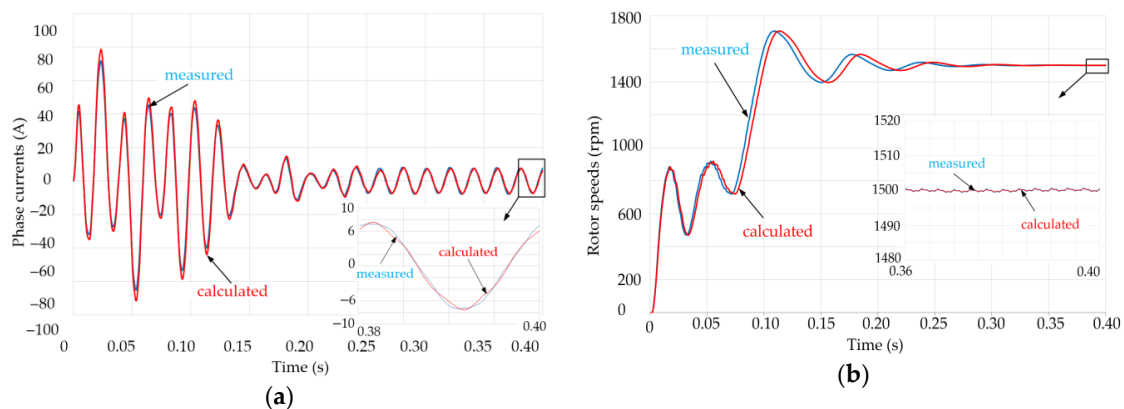 100
80
60
40
20
0
−20
−40
−60
−80
−100
Phase currents (A)
measured
calculated
10
6
4
0
−6
−10
measured
calculated
0.38
0.40
0 0.05 0.10 0.15 0.20 0.25 0.30 0.35 0.40
Time (s)
(a)
1800
1400
1000
600
200
0
Rotor speeds (rpm)
measured
calculated
1520
1510
1500
1490
1480
measured
calculated
0.36
0.40
0 0.05 0.10 0.15 0.20 0.25 0.30 0.35 0.40
Time (s)
(b)